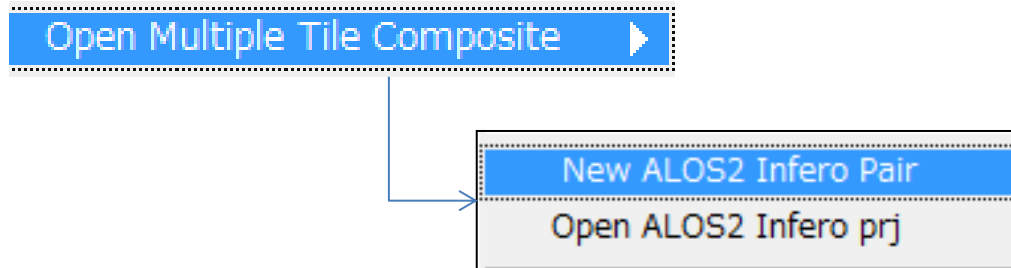 Open Multiple Tile Composite
New ALOS2 Infero Pair
Open ALOS2 Infero prj